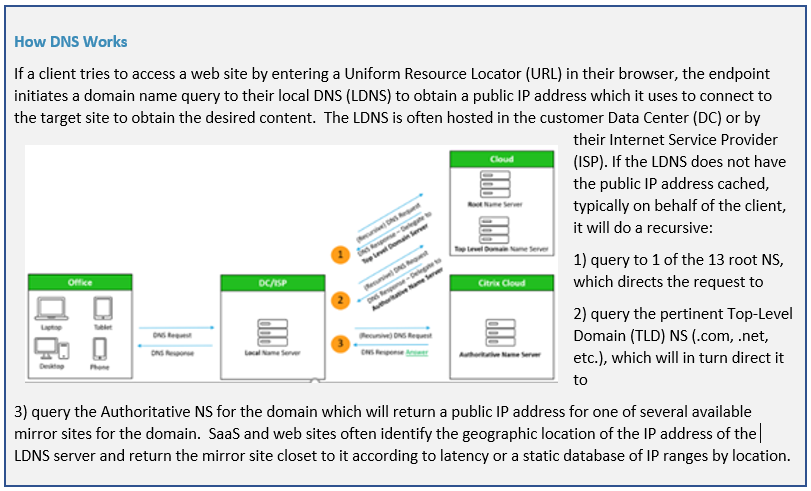 How DNS Works
If a client tries to access a web site by entering a Uniform Resource Locator (URL) in their browser, the endpoint
initiates a domain name query to their local DNS (LDNS) to obtain a public IP address which it uses to connect to
the target site to obtain the desired content.  The LDNS is often hosted in the customer Data Center (DC) or by
their Internet Service Provider
(ISP). If the LDNS does not have
the public IP address cached,
typically on behalf of the client,
it will do a recursive:
1) query to 1 of the 13 root NS,
which directs the request to
2) query the pertinent Top-Level
Domain (TLD) NS (.com, .net,
etc.), which will in turn direct it
to
Office
Laptop
Tablet
Desktop
Phone
DNS Request
DNS Response
DC/ISP
Local Name Server
1
(Recursive) DNS Request
DNS Response – Delegate to
Top Level Domain Server
2
(Recursive) DNS Request
DNS Response – Delegate to
Authoritative Name Server
3
(Recursive) DNS Request
DNS Response Answer
Cloud
Root Name Server
Top Level Domain Name Server
Citrix Cloud
Authoritative Name Server
3) query the Authoritative NS for the domain which will return a public IP address for one of several available
mirror sites for the domain.  SaaS and web sites often identify the geographic location of the IP address of the
LDNS server and return the mirror site closet to it according to latency or a static database of IP ranges by location.